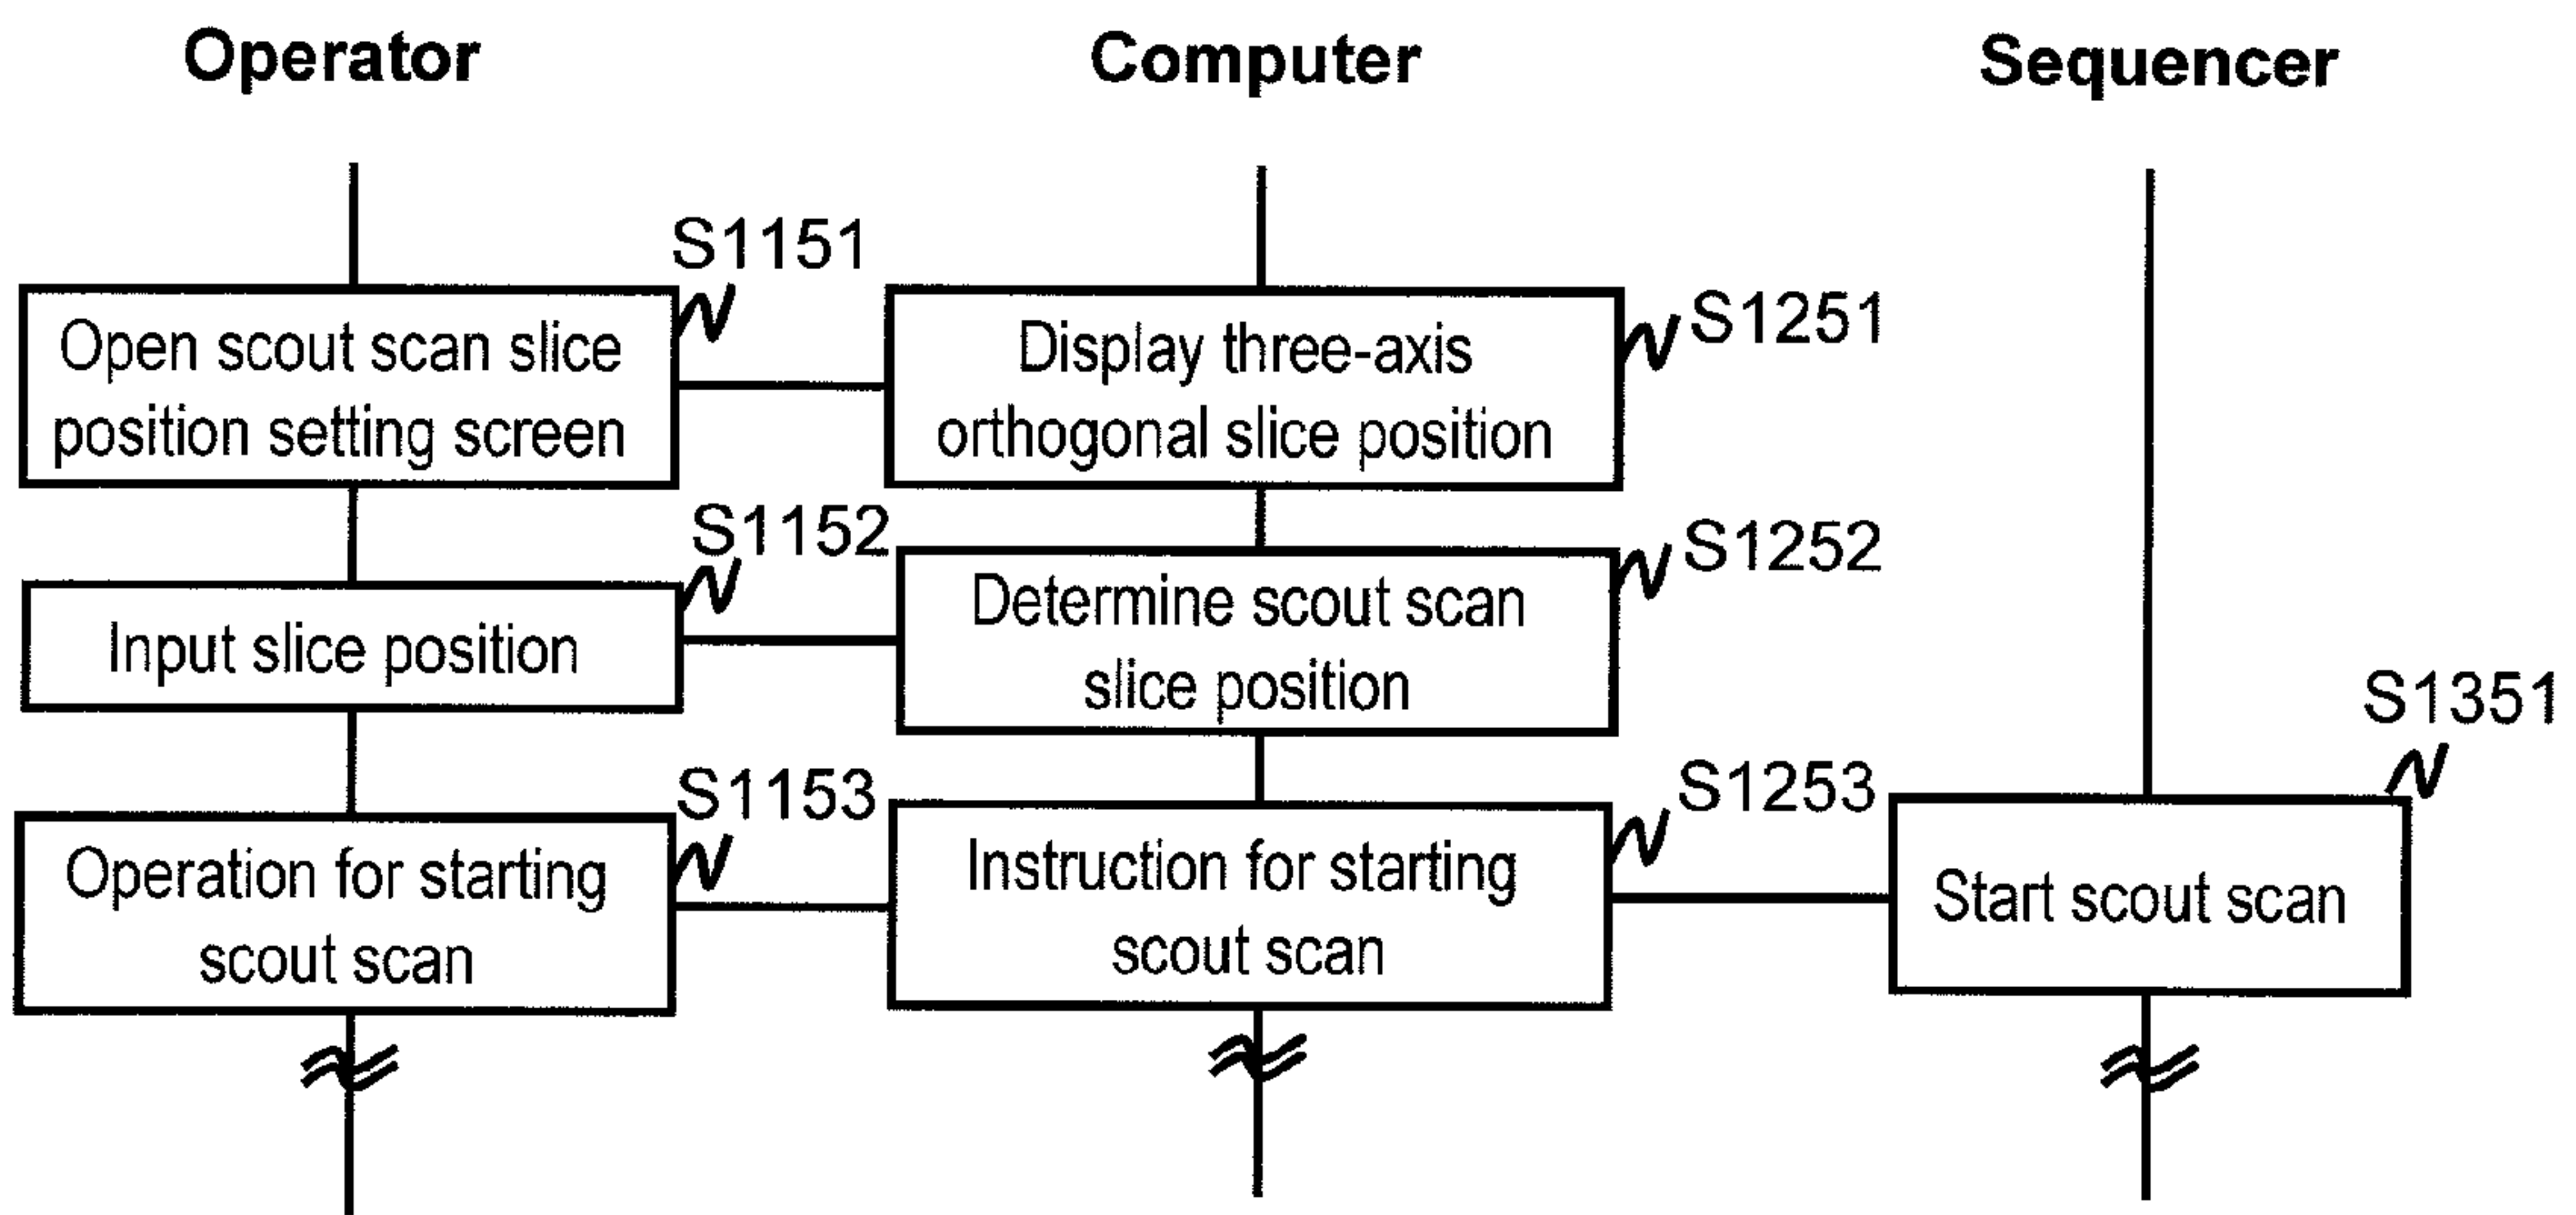 Operator
Computer
Sequencer
S1151
Open scout scan slice
position setting screen
S1251
Display three-axis
orthogonal slice position
S1152
Input slice position
S1252
Determine scout scan
slice position
S1153
Operation for starting
scout scan
S1253
Instruction for starting
scout scan
S1351
Start scout scan